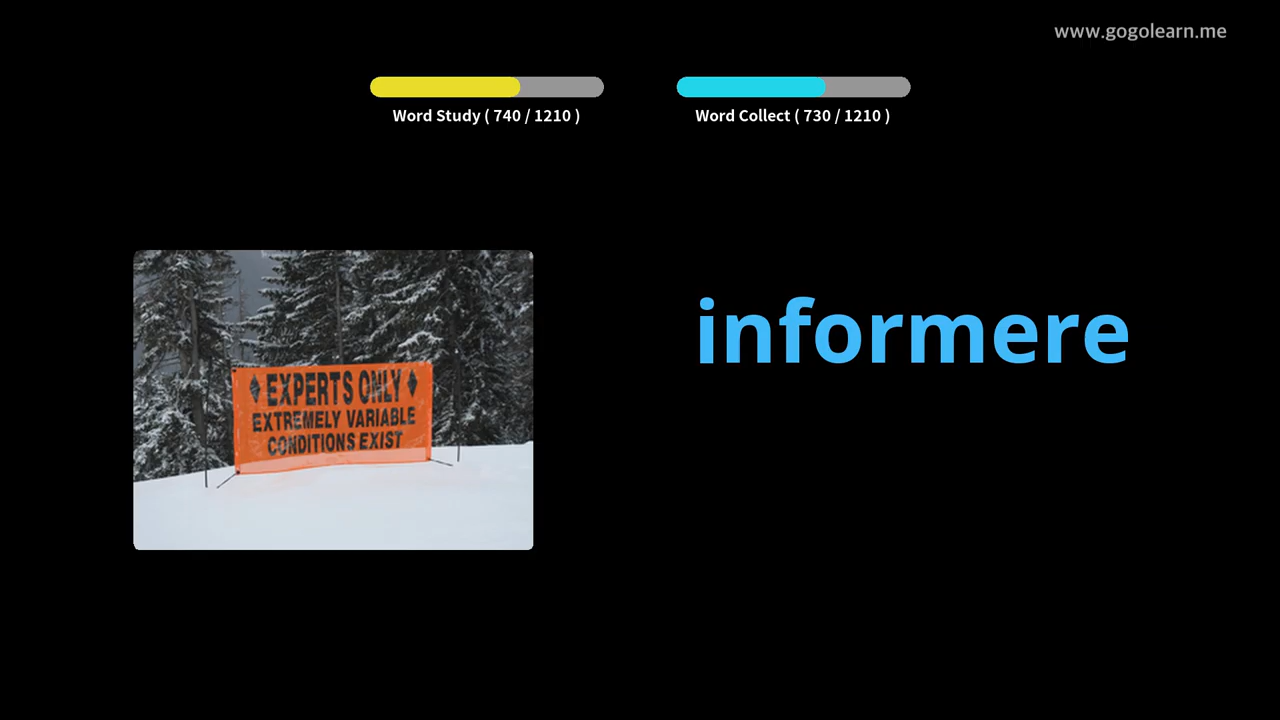 www.gogolearn.me
Word Study ( 740 / 1210 )
Word Collect ( 730 / 1210 )
informere
EXPERTS ONLY
EXTREMELY VARIABLE
CONDITIONS EXIST